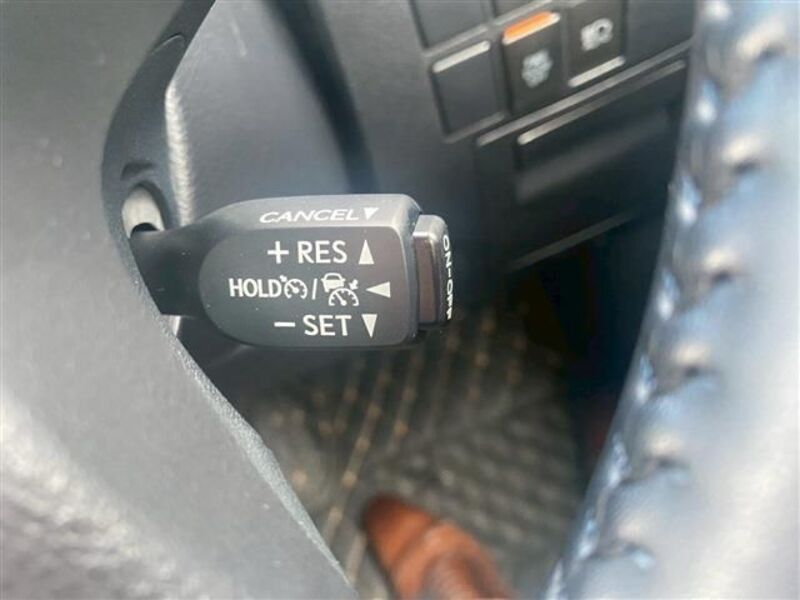 CANCEL▼
+ RES ▲
HOLD / ◀
− SET ▼
ON-OFF